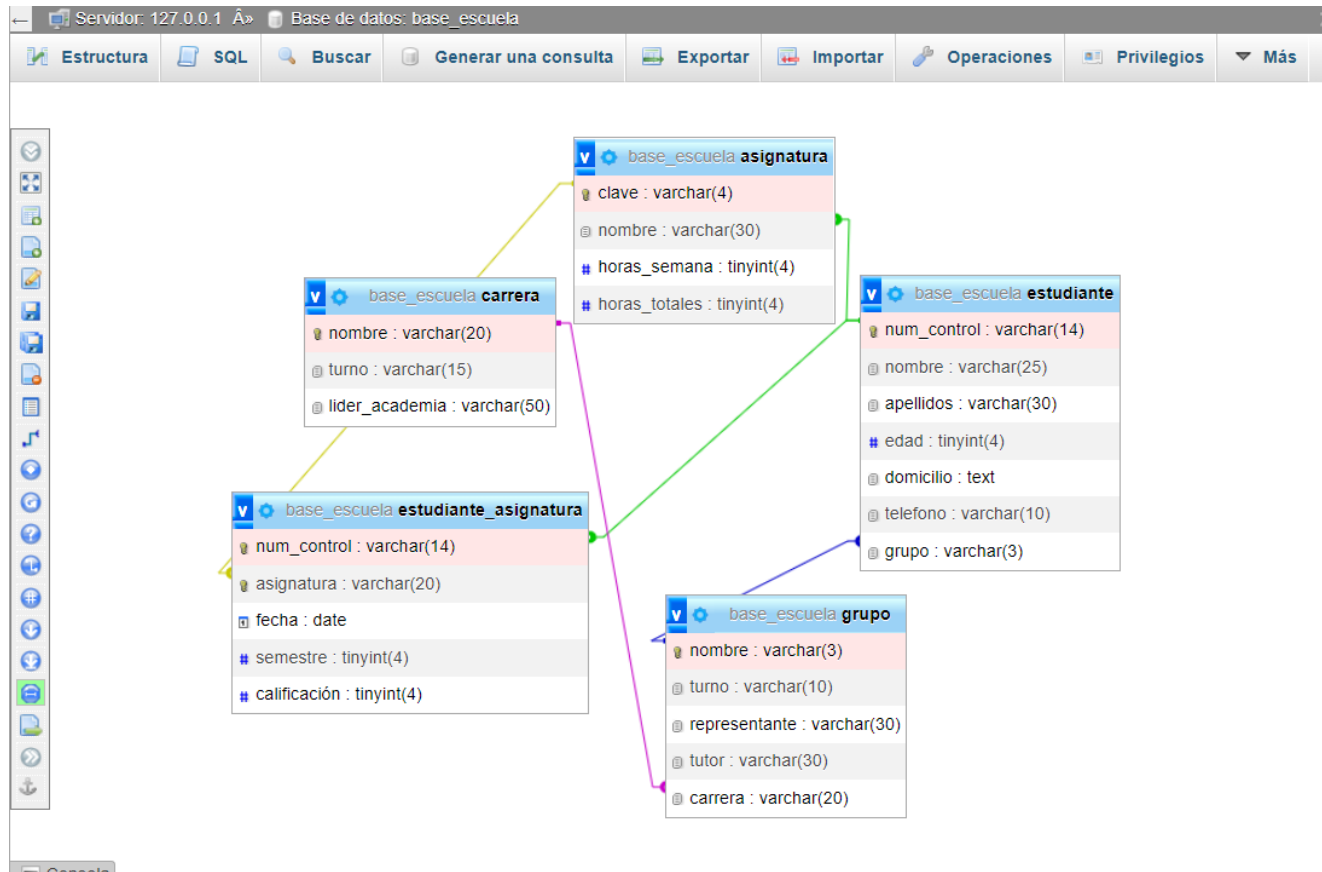 ← Servidor: 127.0.0.1 Â» Base de datos: base_escuela
Estructura SQL Buscar Generar una consulta Exportar Importar Operaciones Privilegios Más
v base_escuela asignatura
clave : varchar(4)
nombre : varchar(30)
# horas_semana : tinyint(4)
# horas_totales : tinyint(4)
v base_escuela carrera
nombre : varchar(20)
turno : varchar(15)
lider_academia : varchar(50)
v base_escuela estudiante
num_control : varchar(14)
nombre : varchar(25)
apellidos : varchar(30)
# edad : tinyint(4)
domicilio : text
telefono : varchar(10)
grupo : varchar(3)
v base_escuela estudiante_asignatura
num_control : varchar(14)
asignatura : varchar(20)
fecha : date
# semestre : tinyint(4)
# calificación : tinyint(4)
v base_escuela grupo
nombre : varchar(3)
turno : varchar(10)
representante : varchar(30)
tutor : varchar(30)
carrera : varchar(20)
Consola